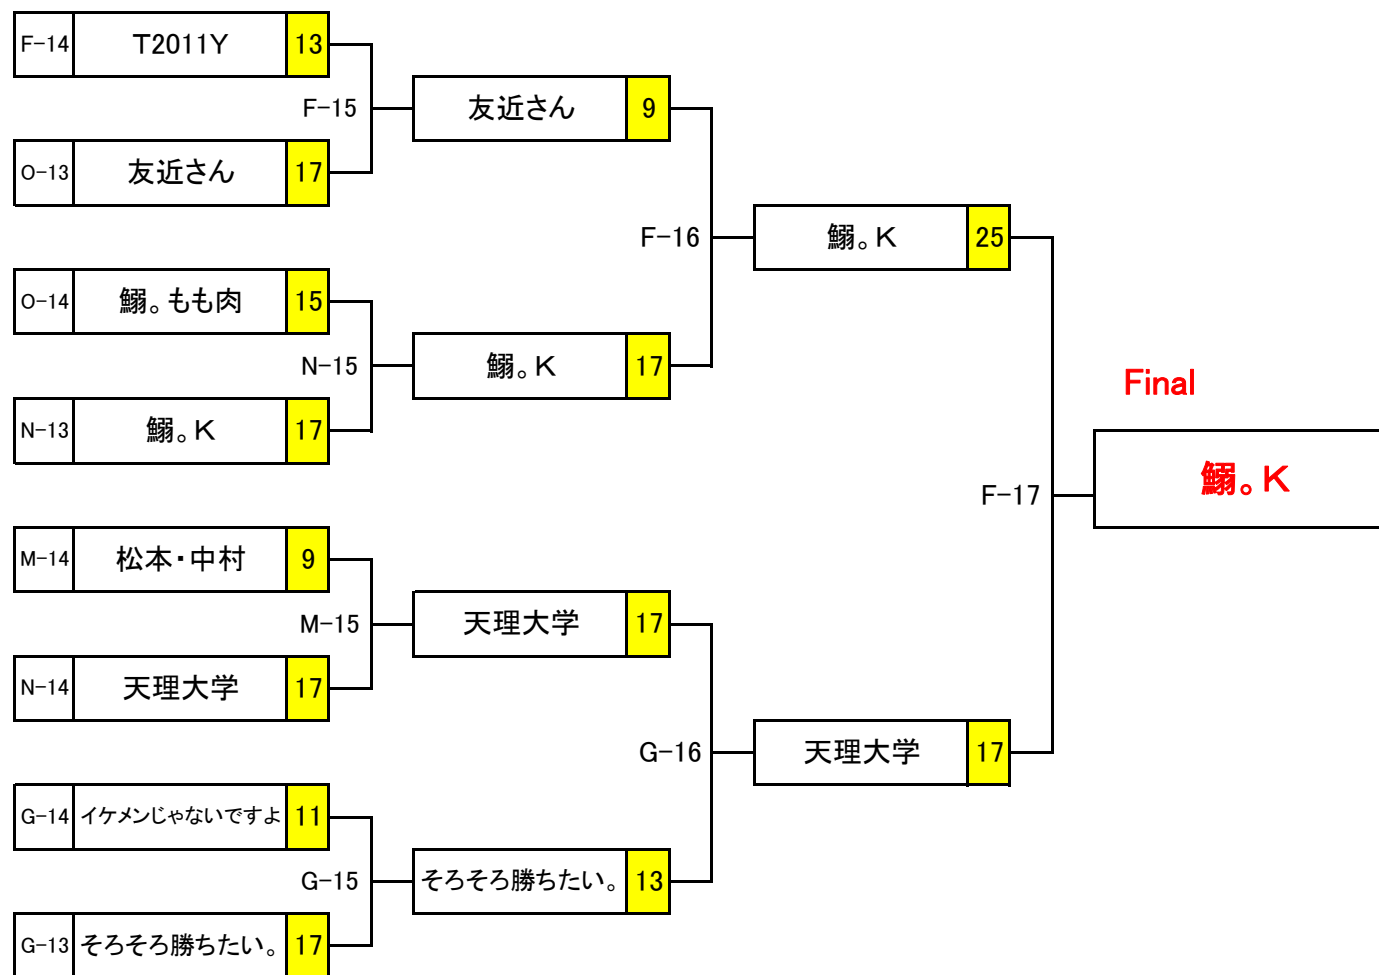 F-14 T2011Y 13
F-15 友近さん 9
O-13 友近さん 17
F-16 鰯。K 25
O-14 鰯。もも肉 15
N-15 鰯。K 17
Final
N-13 鰯。K 17
鰯。K
F-17
M-14 松本・中村 9
M-15 天理大学 17
N-14 天理大学 17
G-16 天理大学 17
G-14 イケメンじゃないですよ 11
G-15 そろそろ勝ちたい。 13
G-13 そろそろ勝ちたい。 17